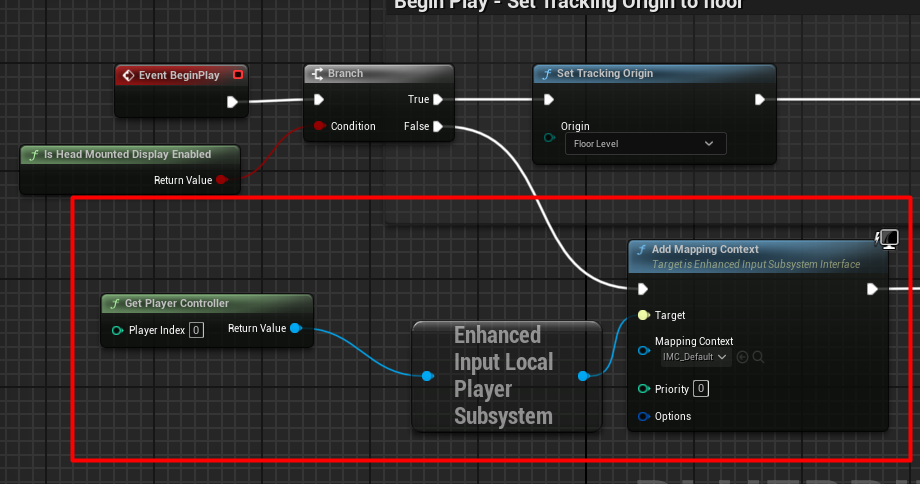 Begin Play - Set Tracking Origin to floor
Event BeginPlay
Branch
True
Condition
False
Set Tracking Origin
Origin
Floor Level
Is Head Mounted Display Enabled
Return Value
Add Mapping Context
Target is Enhanced Input Subsystem Interface
Target
Mapping Context
IMC_Default
Priority 0
Options
Get Player Controller
Player Index 0
Return Value
Enhanced
Input Local
Player
Subsystem